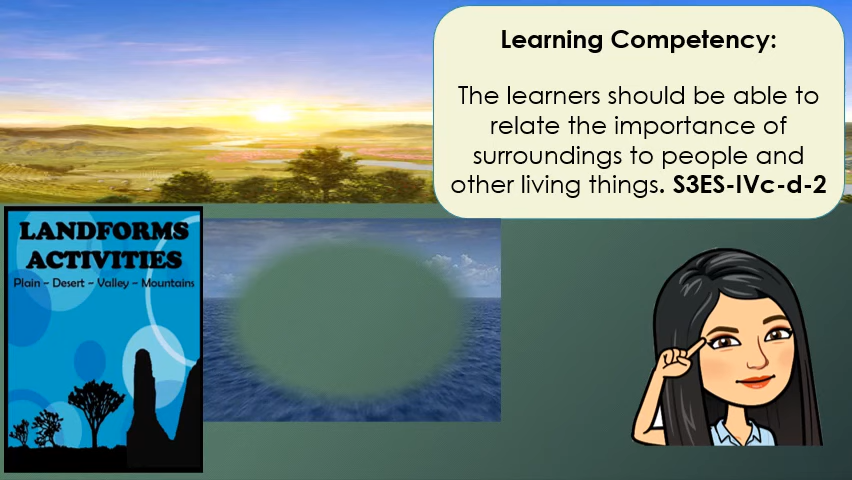 Learning Competency:
The learners should be able to
relate the importance of
surroundings to people and
other living things. S3ES-IVc-d-2
LANDFORMS
ACTIVITIES
Plain - Desert - Valley - Mountains